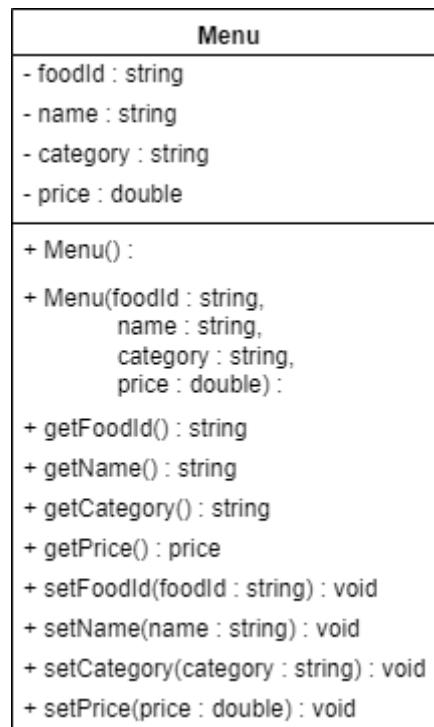 Menu
- foodId : string
- name : string
- category : string
- price : double
+ Menu() :
+ Menu(foodId : string,
name : string,
category : string,
price : double) :
+ getFoodId() : string
+ getName() : string
+ getCategory() : string
+ getPrice() : price
+ setFoodId(foodId : string) : void
+ setName(name : string) : void
+ setCategory(category : string) : void
+ setPrice(price : double) : void